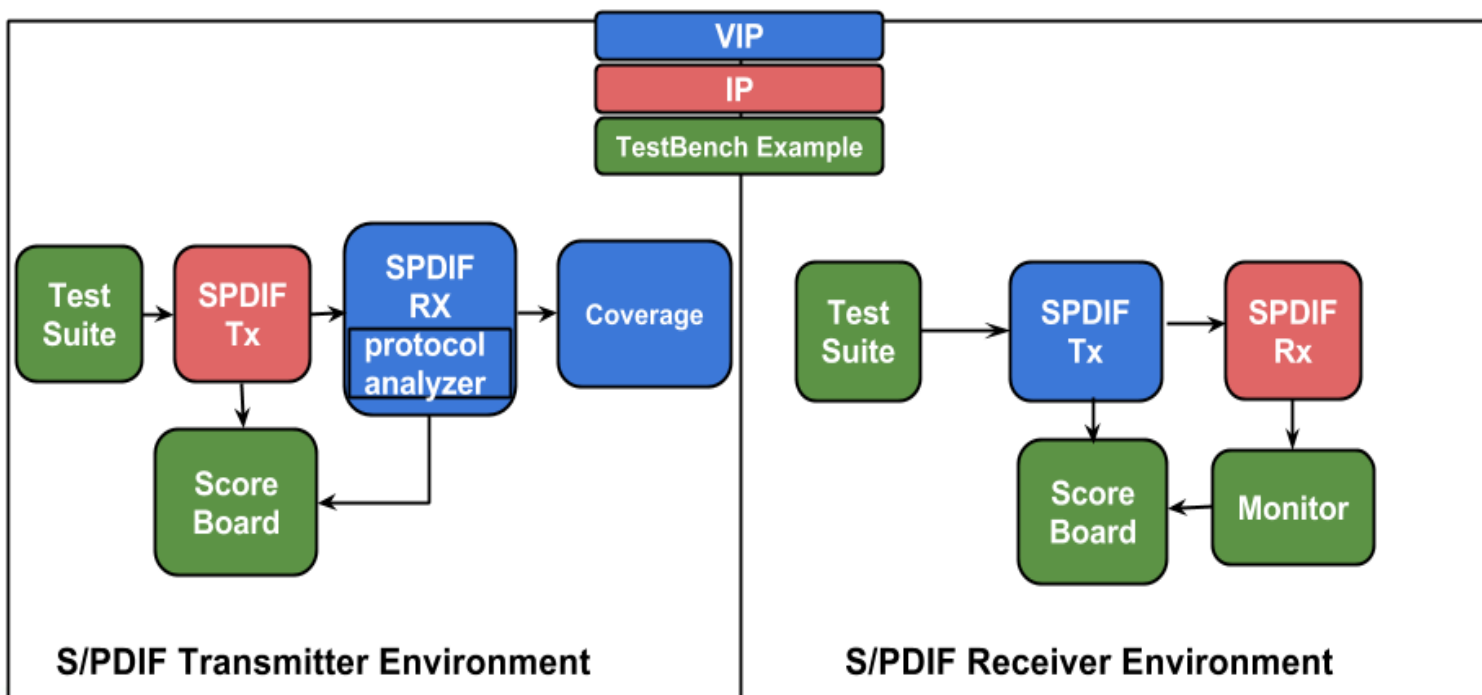 VIP
IP
TestBench Example
Test
Suite
SPDIF
Tx
SPDIF
RX
protocol
analyzer
Coverage
Score
Board
S/PDIF Transmitter Environment
Test
Suite
SPDIF
Tx
SPDIF
Rx
Score
Board
Monitor
S/PDIF Receiver Environment